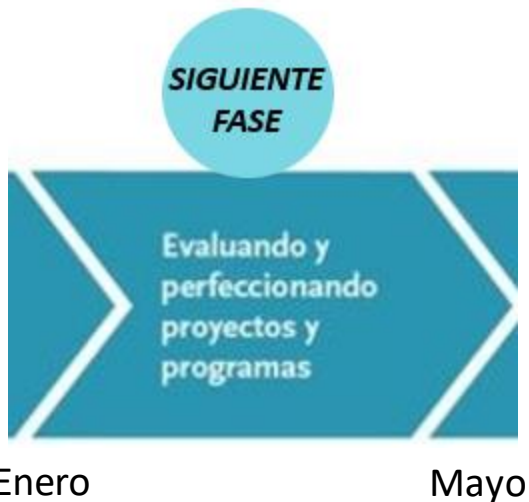 SIGUIENTE
FASE
Evaluando y
perfeccionando
proyectos y
programas
Enero
Mayo